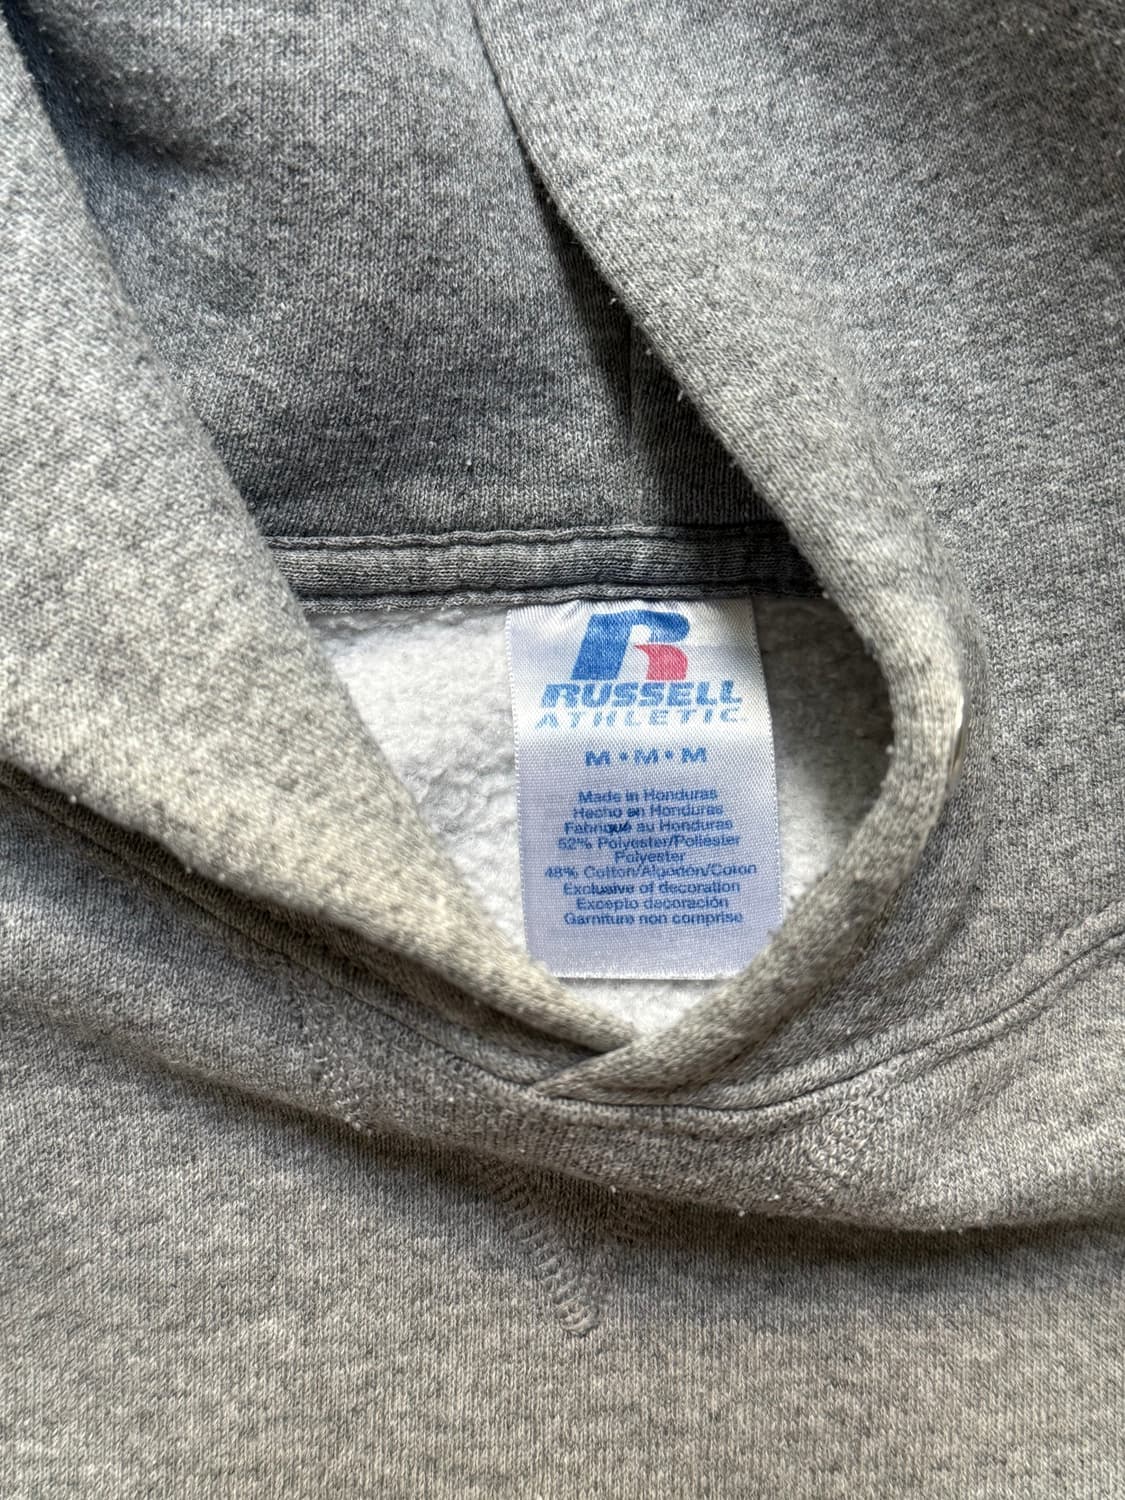 R
RUSSELL
ATHLETIC
M • M • M
Made in Honduras
Hecho en Honduras
Fabriqué au Honduras
52% Polyester/Poliéster
Polyester
48% Cotton/Algodón/Coton
Exclusive of decoration
Excepto decoración
Garniture non comprise